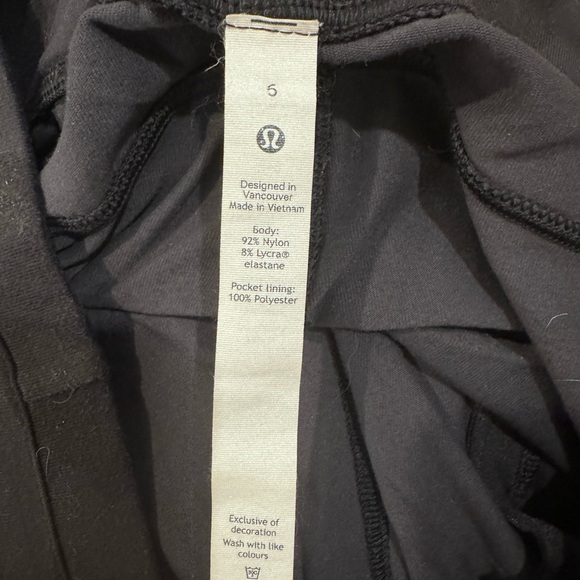 5
Designed in
Vancouver
Made in Vietnam
Body:
92% Nylon
8% Lycra®
elastane
Pocket lining:
100% Polyester
Exclusive of
decoration
Wash with like
colours